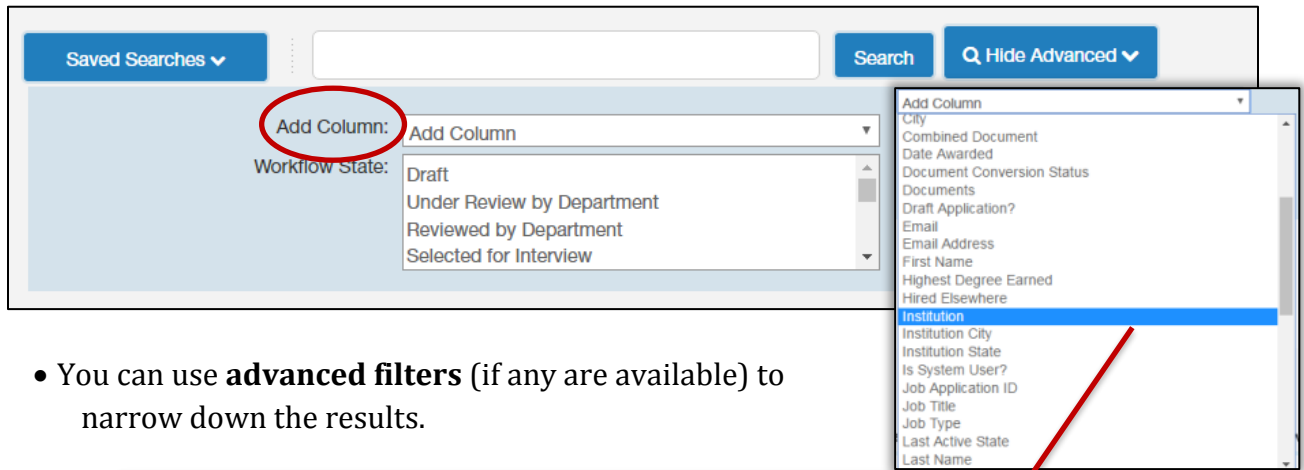 Saved Searches
Search
Hide Advanced
Add Column:
Add Column
Workflow State:
Draft
Under Review by Department
Reviewed by Department
Selected for Interview
Add Column
City
Combined Document
Date Awarded
Document Conversion Status
Documents
Draft Application?
Email
Email Address
First Name
Highest Degree Earned
Hired Elsewhere
Institution
Institution City
Institution State
Is System User?
Job Application ID
Job Title
Job Type
Last Active State
Last Name
• You can use advanced filters (if any are available) to
narrow down the results.